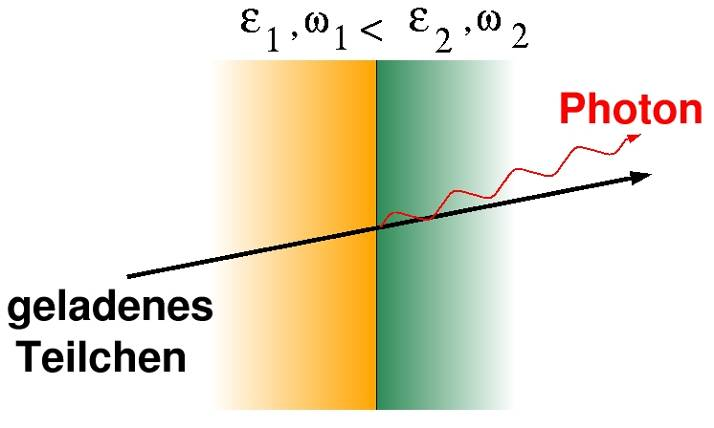 ε₁,ω₁< ε₂,ω₂
Photon
geladenes
Teilchen